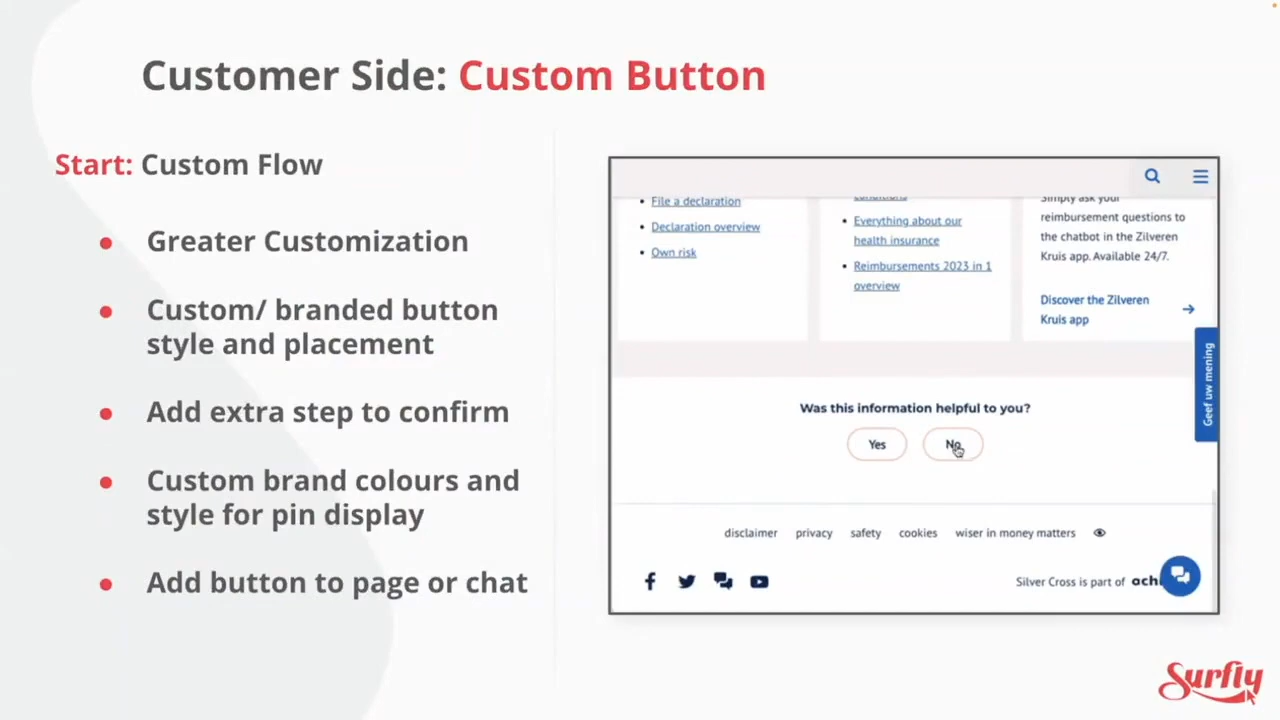 Customer Side: Custom Button
Start: Custom Flow
Greater Customization
Custom/ branded button
style and placement
Add extra step to confirm
Custom brand colours and
style for pin display
Add button to page or chat
File a declaration
Declaration overview
Own risk
conditions
Everything about our
health insurance
Reimbursements 2023 in 1
overview
Simply ask your
reimbursement questions to
the chatbot in the Zilveren
Kruis app. Available 24/7.
Discover the Zilveren
Kruis app
Geef uw mening
Was this information helpful to you?
Yes
No
disclaimer privacy safety cookies wiser in money matters
Silver Cross is part of
Surfly